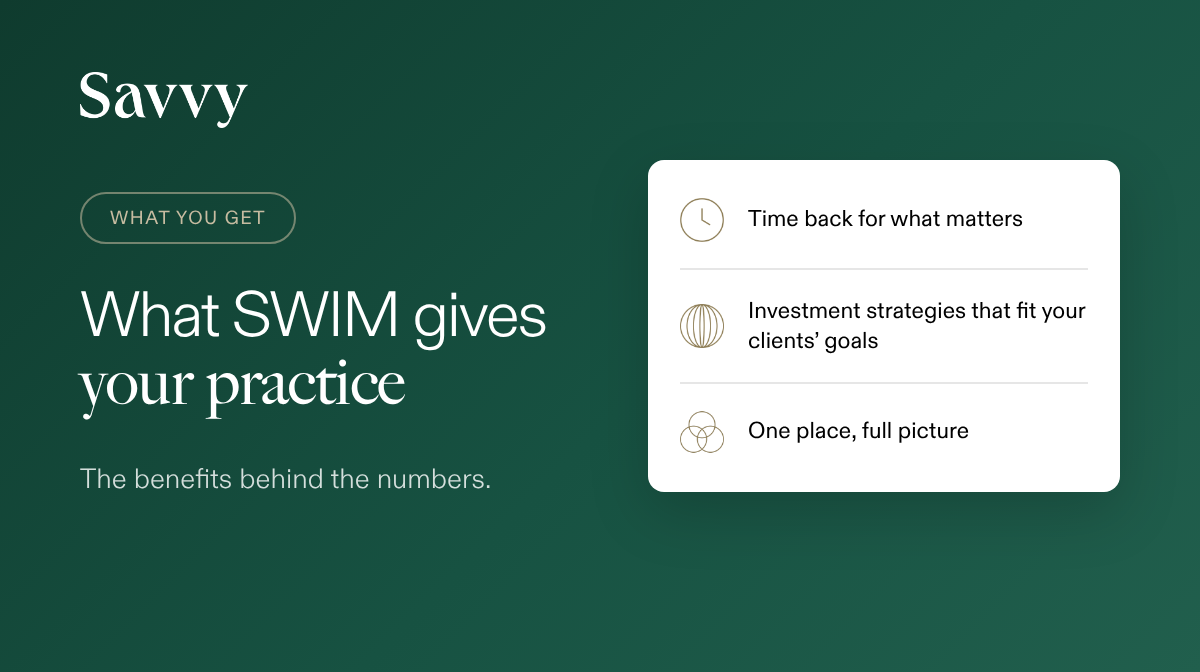 Savvy
WHAT YOU GET
What SWIM gives
your practice
The benefits behind the numbers.
Time back for what matters
Investment strategies that fit your
clients’ goals
One place, full picture